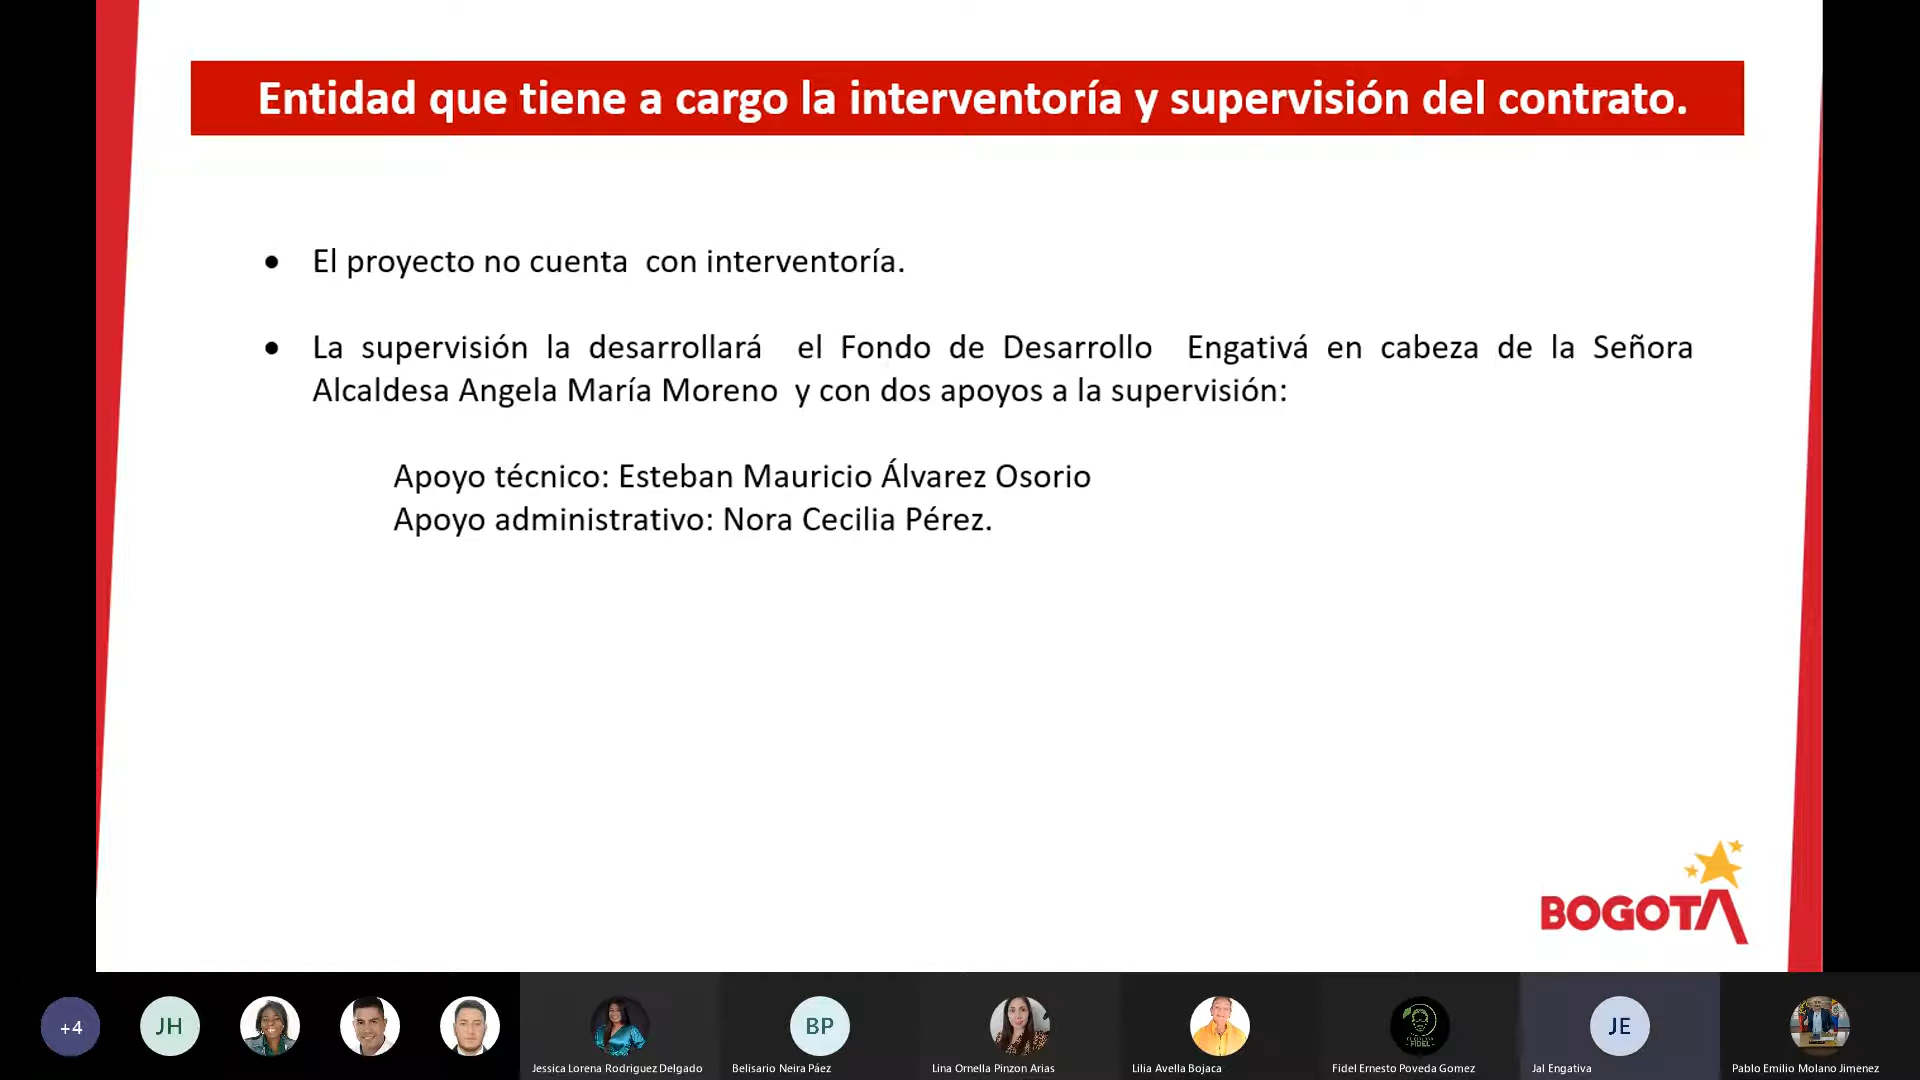 Entidad que tiene a cargo la interventoría y supervisión del contrato.
• El proyecto no cuenta con interventoría.
• La supervisión la desarrollará el Fondo de Desarrollo Engativá en cabeza de la Señora
Alcaldesa Angela María Moreno y con dos apoyos a la supervisión:
Apoyo técnico: Esteban Mauricio Álvarez Osorio
Apoyo administrativo: Nora Cecilia Pérez.
BOGOTÁ
+4
JH
BP
JE
Jessica Lorena Rodriguez Delgado
Belisario Neira Páez
Lina Ornella Pinzon Arias
Lilia Avella Bojaca
Fidel Ernesto Poveda Gomez
Jal Engativa
Pablo Emilio Molano Jimenez